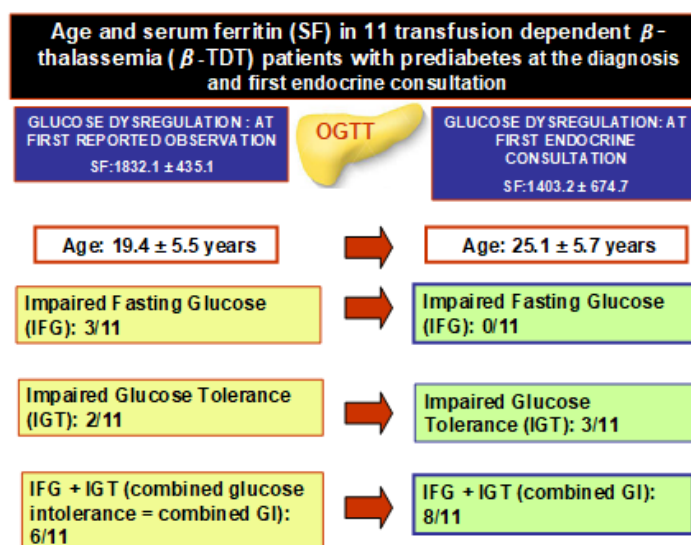 Age and serum ferritin (SF) in 11 transfusion dependent β-
thalassemia ( β-TDT) patients with prediabetes at the diagnosis
and first endocrine consultation
GLUCOSE DYSREGULATION : AT
FIRST REPORTED OBSERVATION
SF:1832.1 ± 435.1
OGTT
GLUCOSE DYSREGULATION: AT
FIRST ENDOCRINE
CONSULTATION
SF:1403.2 ± 674.7
Age: 19.4 ± 5.5 years
Age: 25.1 ± 5.7 years
Impaired Fasting Glucose
(IFG): 3/11
Impaired Fasting Glucose
(IFG): 0/11
Impaired Glucose Tolerance
(IGT): 2/11
Impaired Glucose
Tolerance (IGT): 3/11
IFG + IGT (combined glucose
intolerance = combined GI):
6/11
IFG + IGT (combined GI):
8/11